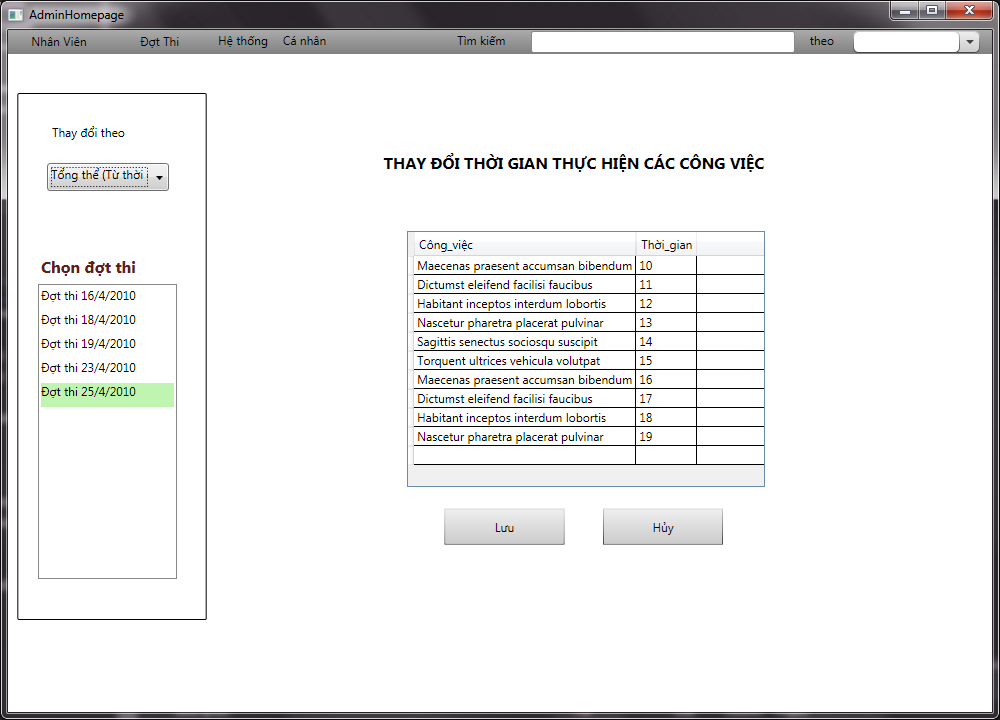 AdminHomepage
Nhân Viên Đợt Thi Hệ thống Cá nhân Tìm kiếm theo
Thay đổi theo
Tổng thể (Từ thời
THAY ĐỔI THỜI GIAN THỰC HIỆN CÁC CÔNG VIỆC
Chọn đợt thi
Đợt thi 16/4/2010
Đợt thi 18/4/2010
Đợt thi 19/4/2010
Đợt thi 23/4/2010
Đợt thi 25/4/2010
Công_việc Thời_gian
Maecenas praesent accumsan bibendum 10
Dictumst eleifend facilisi faucibus 11
Habitant inceptos interdum lobortis 12
Nascetur pharetra placerat pulvinar 13
Sagittis senectus sociosqu suscipit 14
Torquent ultrices vehicula volutpat 15
Maecenas praesent accumsan bibendum 16
Dictumst eleifend facilisi faucibus 17
Habitant inceptos interdum lobortis 18
Nascetur pharetra placerat pulvinar 19
Lưu Hủy